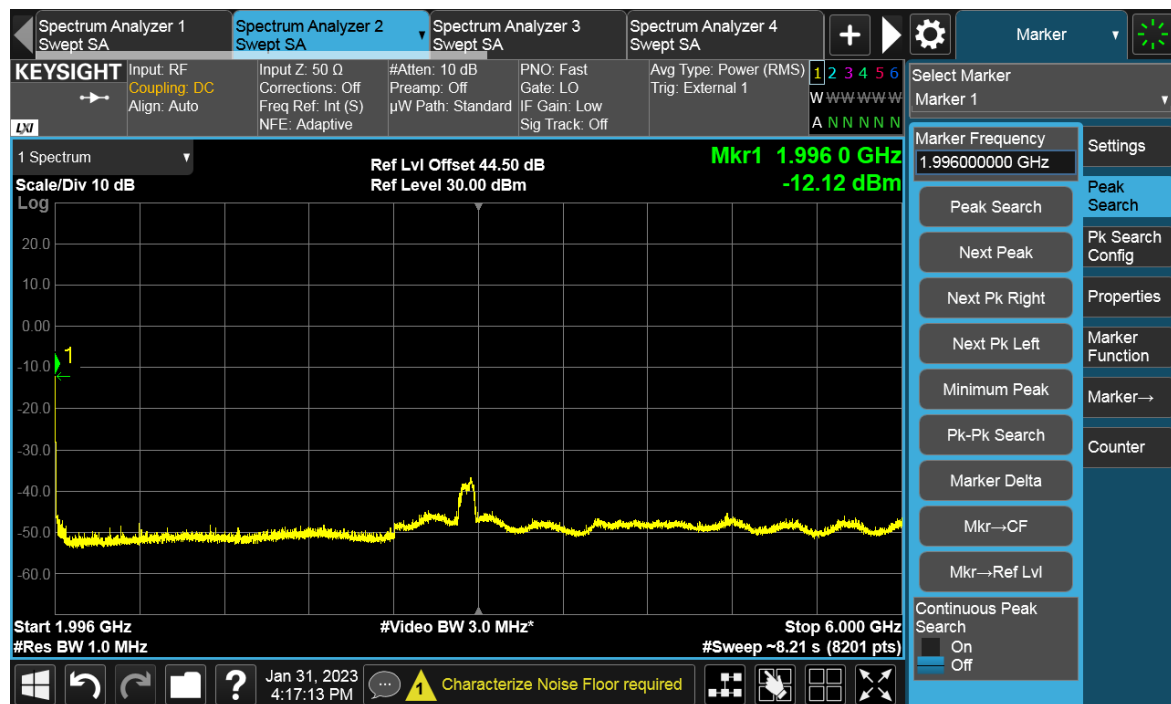 Spectrum Analyzer 1
Swept SA
Spectrum Analyzer 2
Swept SA
Spectrum Analyzer 3
Swept SA
Spectrum Analyzer 4
Swept SA
Marker
KEYSIGHT
LXI
Input: RF
Coupling: DC
Align: Auto
Input Z: 50 Ω
Corrections: Off
Freq Ref: Int (S)
NFE: Adaptive
#Atten: 10 dB
Preamp: Off
µW Path: Standard
PNO: Fast
Gate: LO
IF Gain: Low
Sig Track: Off
Avg Type: Power (RMS)
Trig: External 1
1 2 3 4 5 6
W W W W W W
A N N N N N
1 Spectrum
Scale/Div 10 dB
Log
Ref Lvl Offset 44.50 dB
Ref Level 30.00 dBm
Mkr1 1.996 0 GHz
-12.12 dBm
20.0
10.0
0.00
-10.0
-20.0
-30.0
-40.0
-50.0
-60.0
1
Start 1.996 GHz
#Res BW 1.0 MHz
#Video BW 3.0 MHz*
Stop 6.000 GHz
#Sweep ~8.21 s (8201 pts)
Select Marker
Marker 1
Marker Frequency
1.996000000 GHz
Peak Search
Next Peak
Next Pk Right
Next Pk Left
Minimum Peak
Pk-Pk Search
Marker Delta
Mkr→CF
Mkr→Ref Lvl
Continuous Peak
Search
On
Off
Settings
Peak
Search
Pk Search
Config
Properties
Marker
Function
Marker→
Counter
?
Jan 31, 2023
4:17:13 PM
1
Characterize Noise Floor required